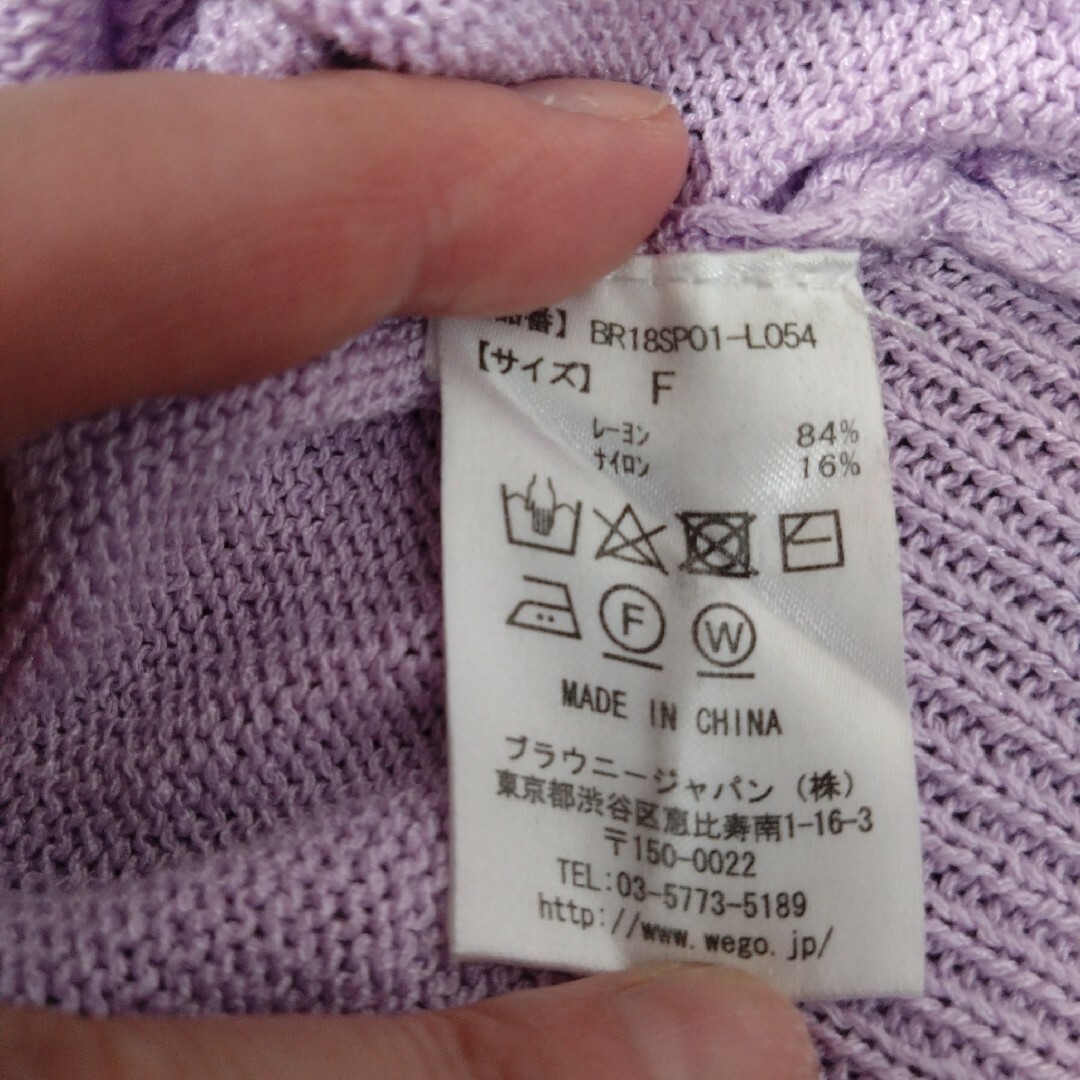 品番】 BR18SP01-L054
【サイズ】 F
ﾚｰﾖﾝ 84%
ﾅｲﾛﾝ 16%
F W
MADE IN CHINA
ブラウニージャパン（株）
東京都渋谷区恵比寿南1-16-3
〒150-0022
TEL:03-5773-5189
http://www.wego.jp/